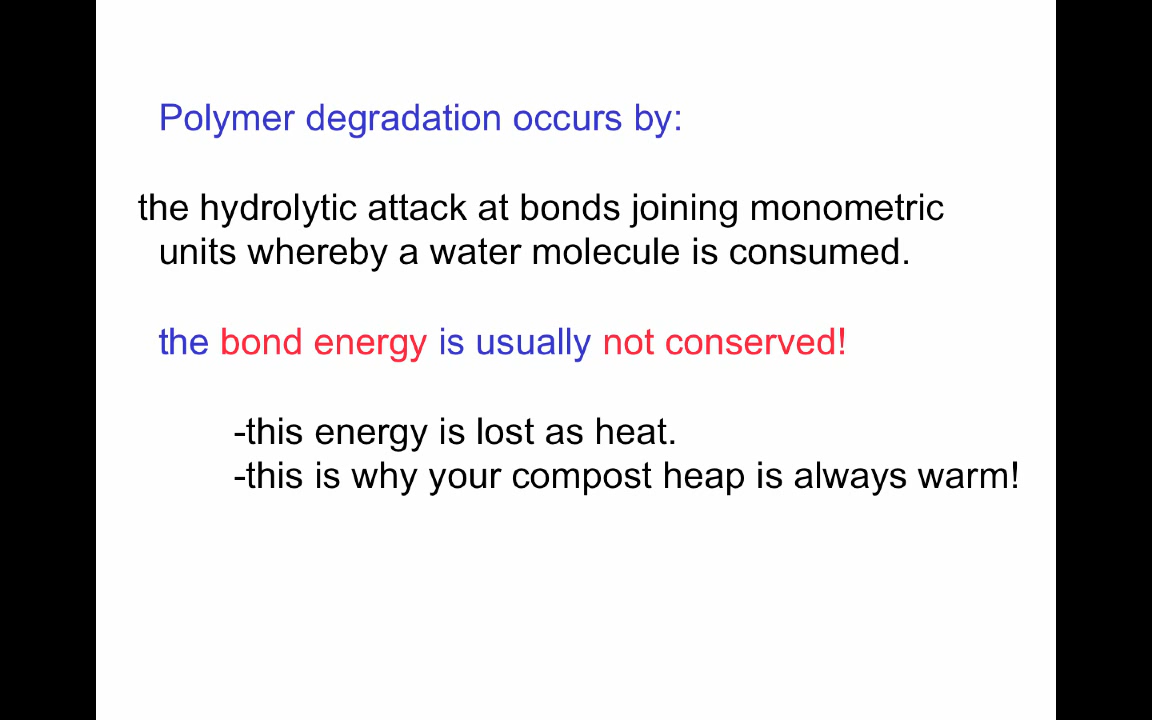 Polymer degradation occurs by:
the hydrolytic attack at bonds joining monometric
units whereby a water molecule is consumed.
the bond energy is usually not conserved!
-this energy is lost as heat.
-this is why your compost heap is always warm!